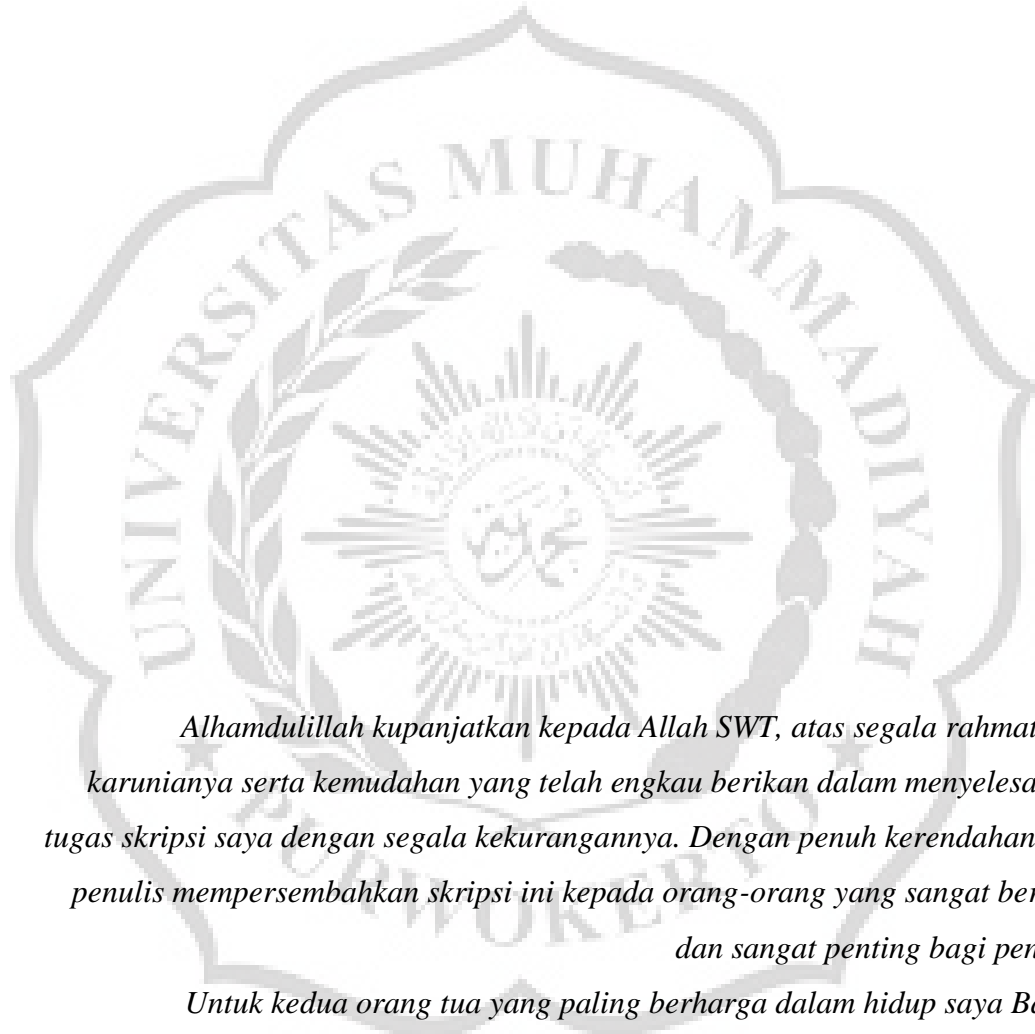 UNIVERSITAS MUHAMMADIYAH
PURWOKERTO
Alhamdulillah kupanjatkan kepada Allah SWT, atas segala rahmat
karunianya serta kemudahan yang telah engkau berikan dalam
tugas skripsi saya dengan segala kekurangannya. Dengan penuh kerendahan
penulis mempersembahkan skripsi ini kepada orang-orang yang sangat
dan sangat penting bagi
Untuk kedua orang tua yang paling berharga dalam hidup saya